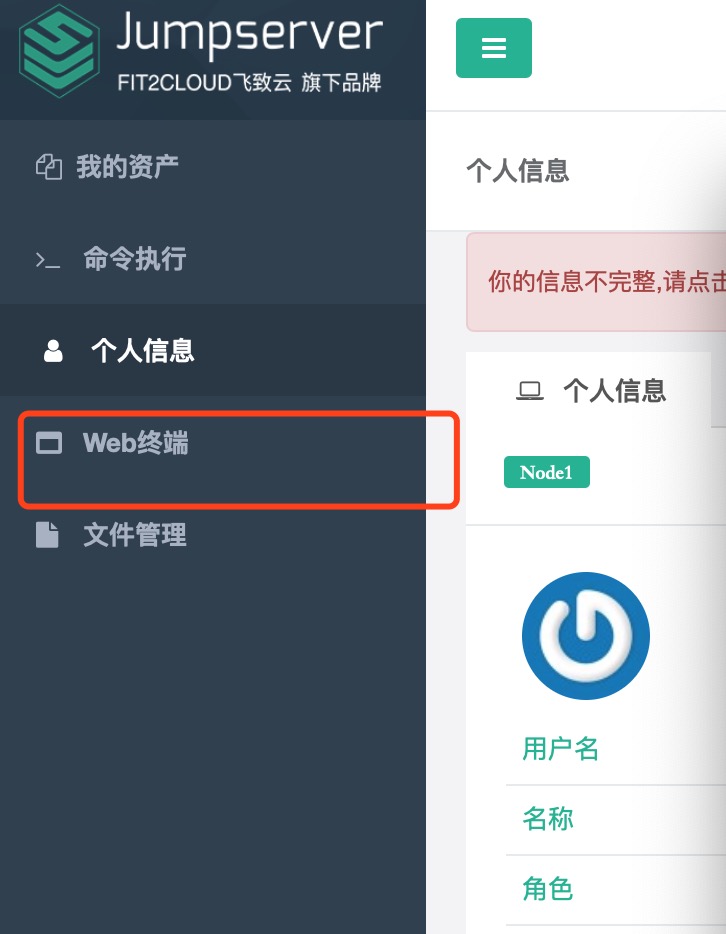 Jumpserver
FIT2CLOUD飞致云 旗下品牌
我的资产
命令执行
个人信息
Web终端
文件管理
个人信息
你的信息不完整,请点击
个人信息
Node1
用户名
名称
角色